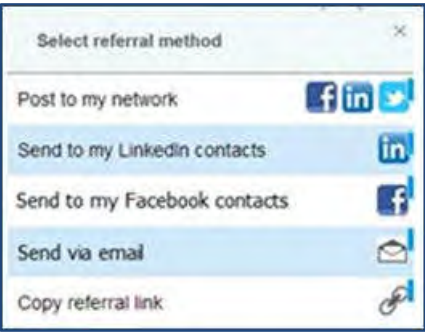 Select referral method
Post to my network
Send to my LinkedIn contacts
Send to my Facebook contacts
Send via email
Copy referral link